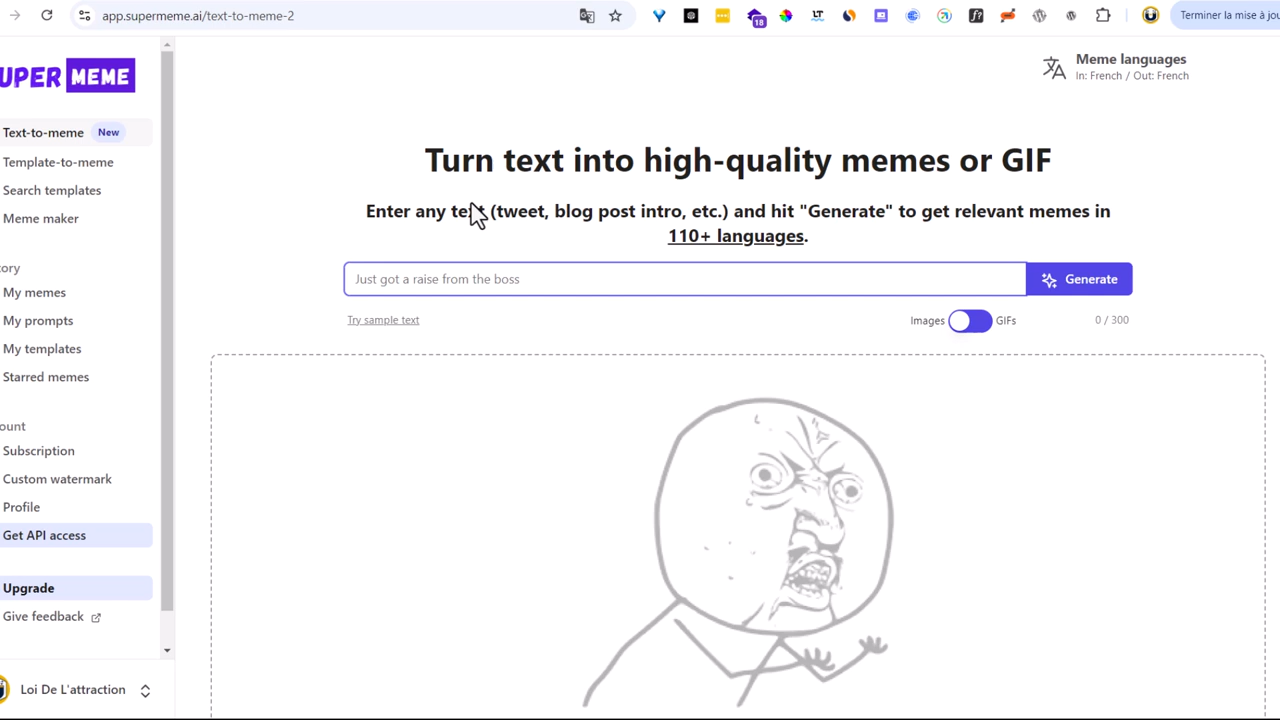 app.supermeme.ai/text-to-meme-2
18
LT
f?
Terminer la mise à jou
UPER MEME
Meme languages
In: French / Out: French
Text-to-meme New
Template-to-meme
Search templates
Meme maker
tory
My memes
My prompts
My templates
Starred memes
ount
Subscription
Custom watermark
Profile
Get API access
Upgrade
Give feedback
Loi De L'attraction
Turn text into high-quality memes or GIF
Enter any text (tweet, blog post intro, etc.) and hit "Generate" to get relevant memes in
110+ languages.
Just got a raise from the boss
Generate
Try sample text
Images GIFs
0 / 300